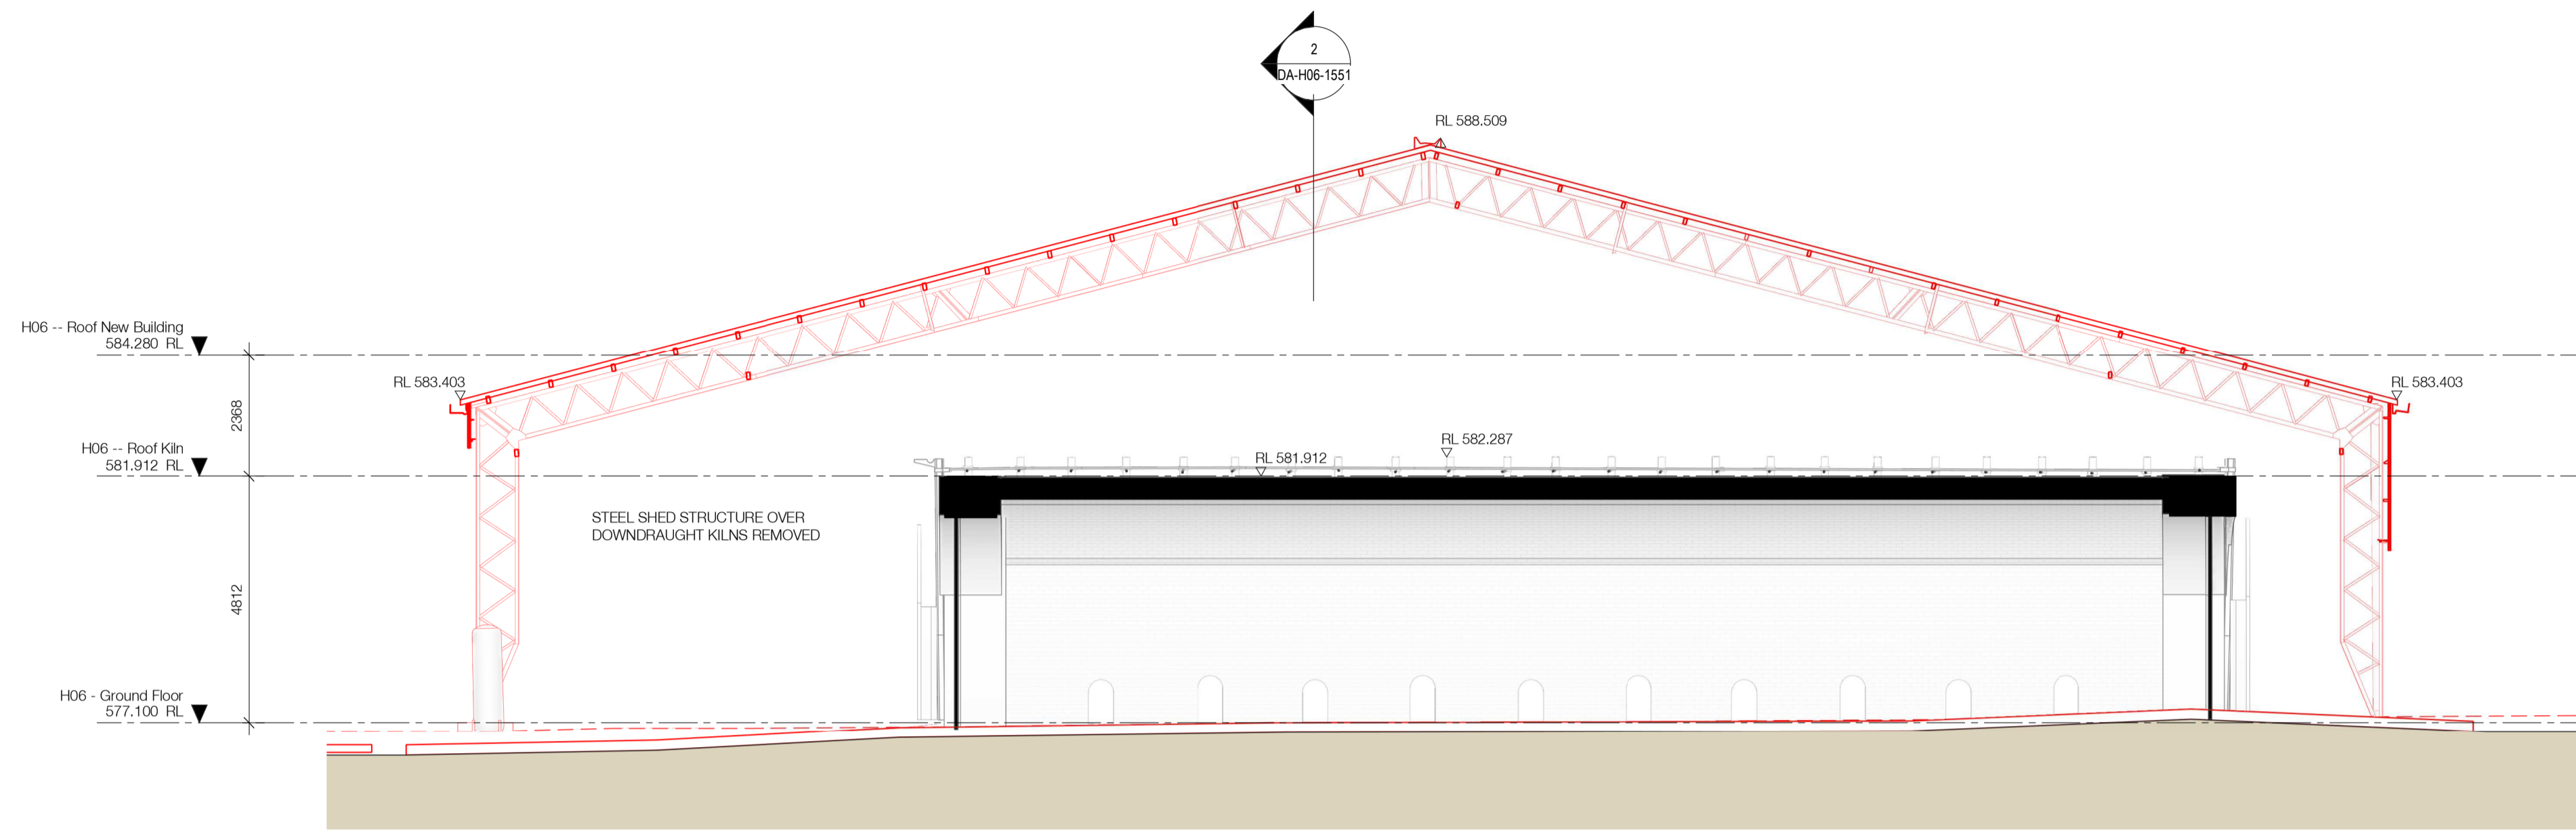 2
DA-H06-1551
RL 588.509
H06 -- Roof New Building
584.280 RL
RL 583.403
RL 583.403
2368
H06 -- Roof Kiln
581.912 RL
RL 582.287
RL 581.912
STEEL SHED STRUCTURE OVER
DOWNDRAUGHT KILNS REMOVED
4812
H06 - Ground Floor
577.100 RL